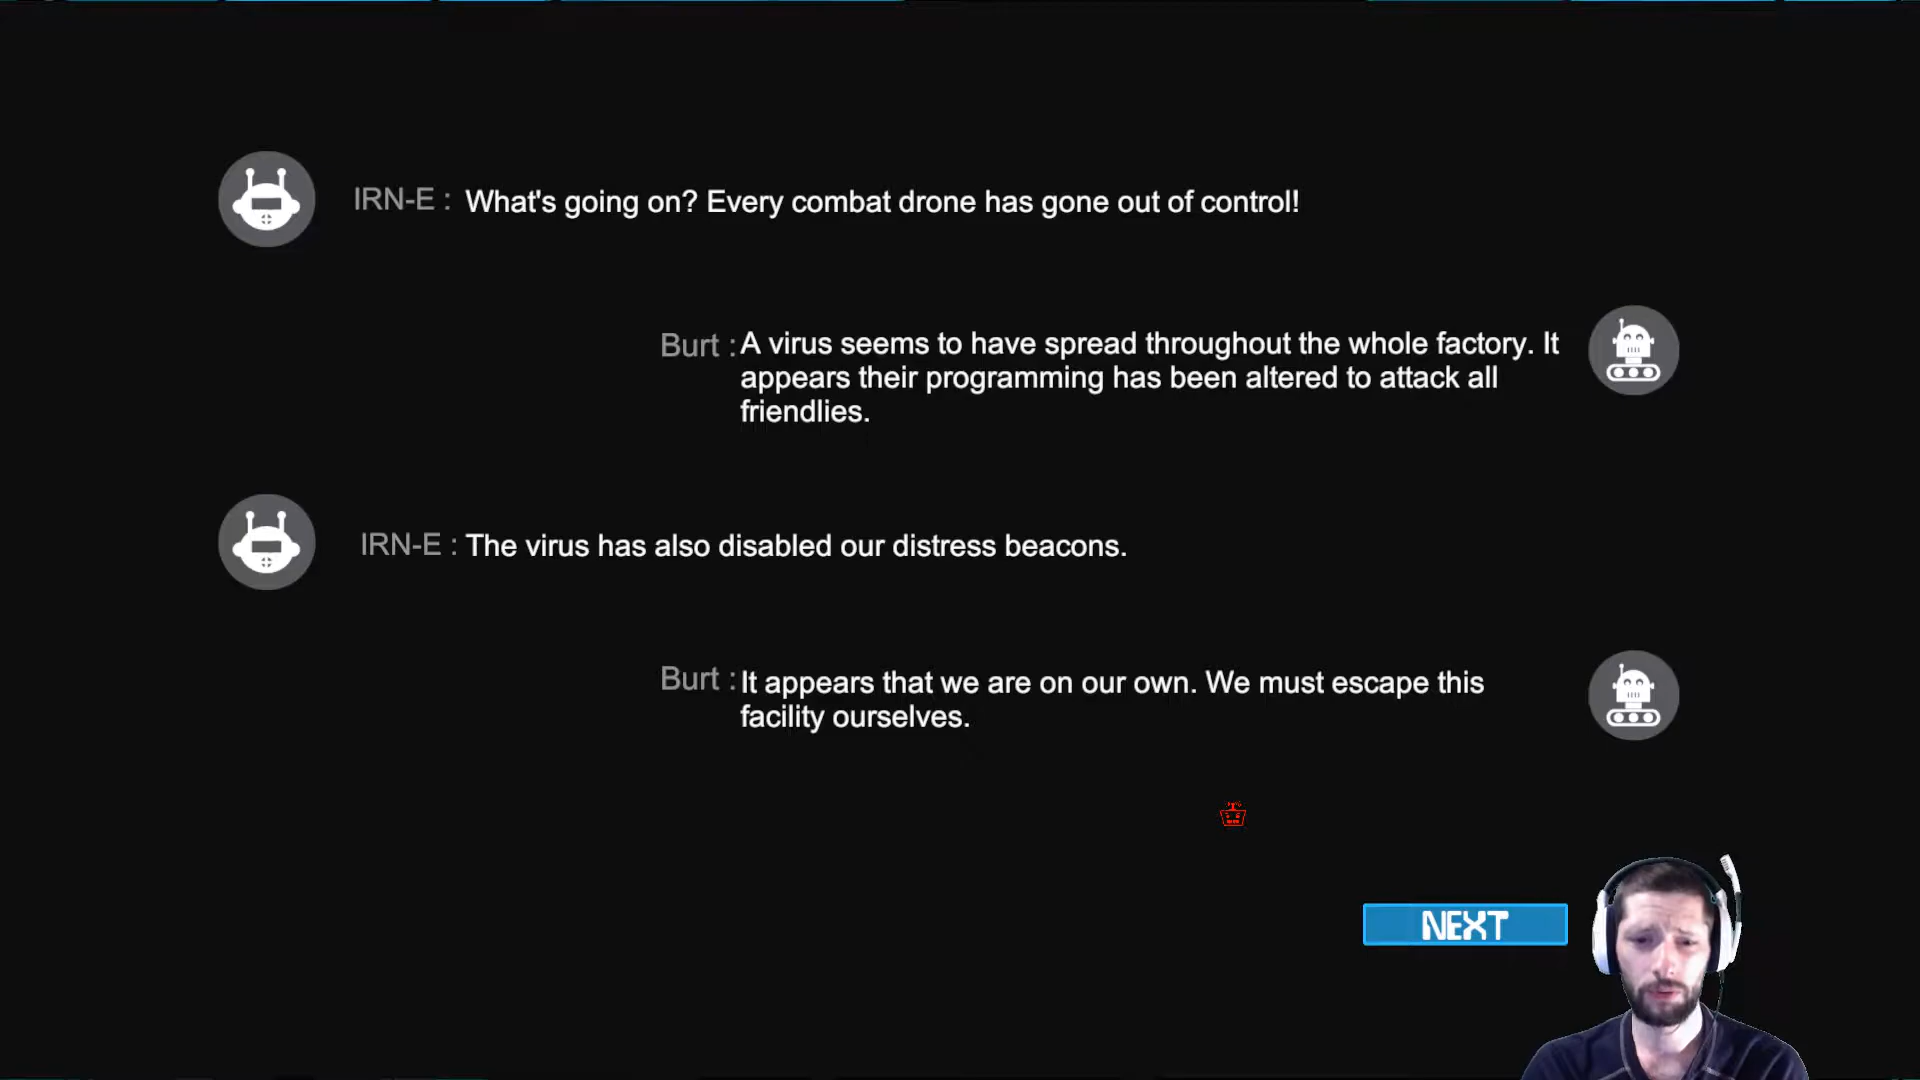 IRN-E : What's going on? Every combat drone has gone out of control!
Burt : A virus seems to have spread throughout the whole factory. It
appears their programming has been altered to attack all
friendlies.
IRN-E : The virus has also disabled our distress beacons.
Burt : It appears that we are on our own. We must escape this
facility ourselves.
NEXT